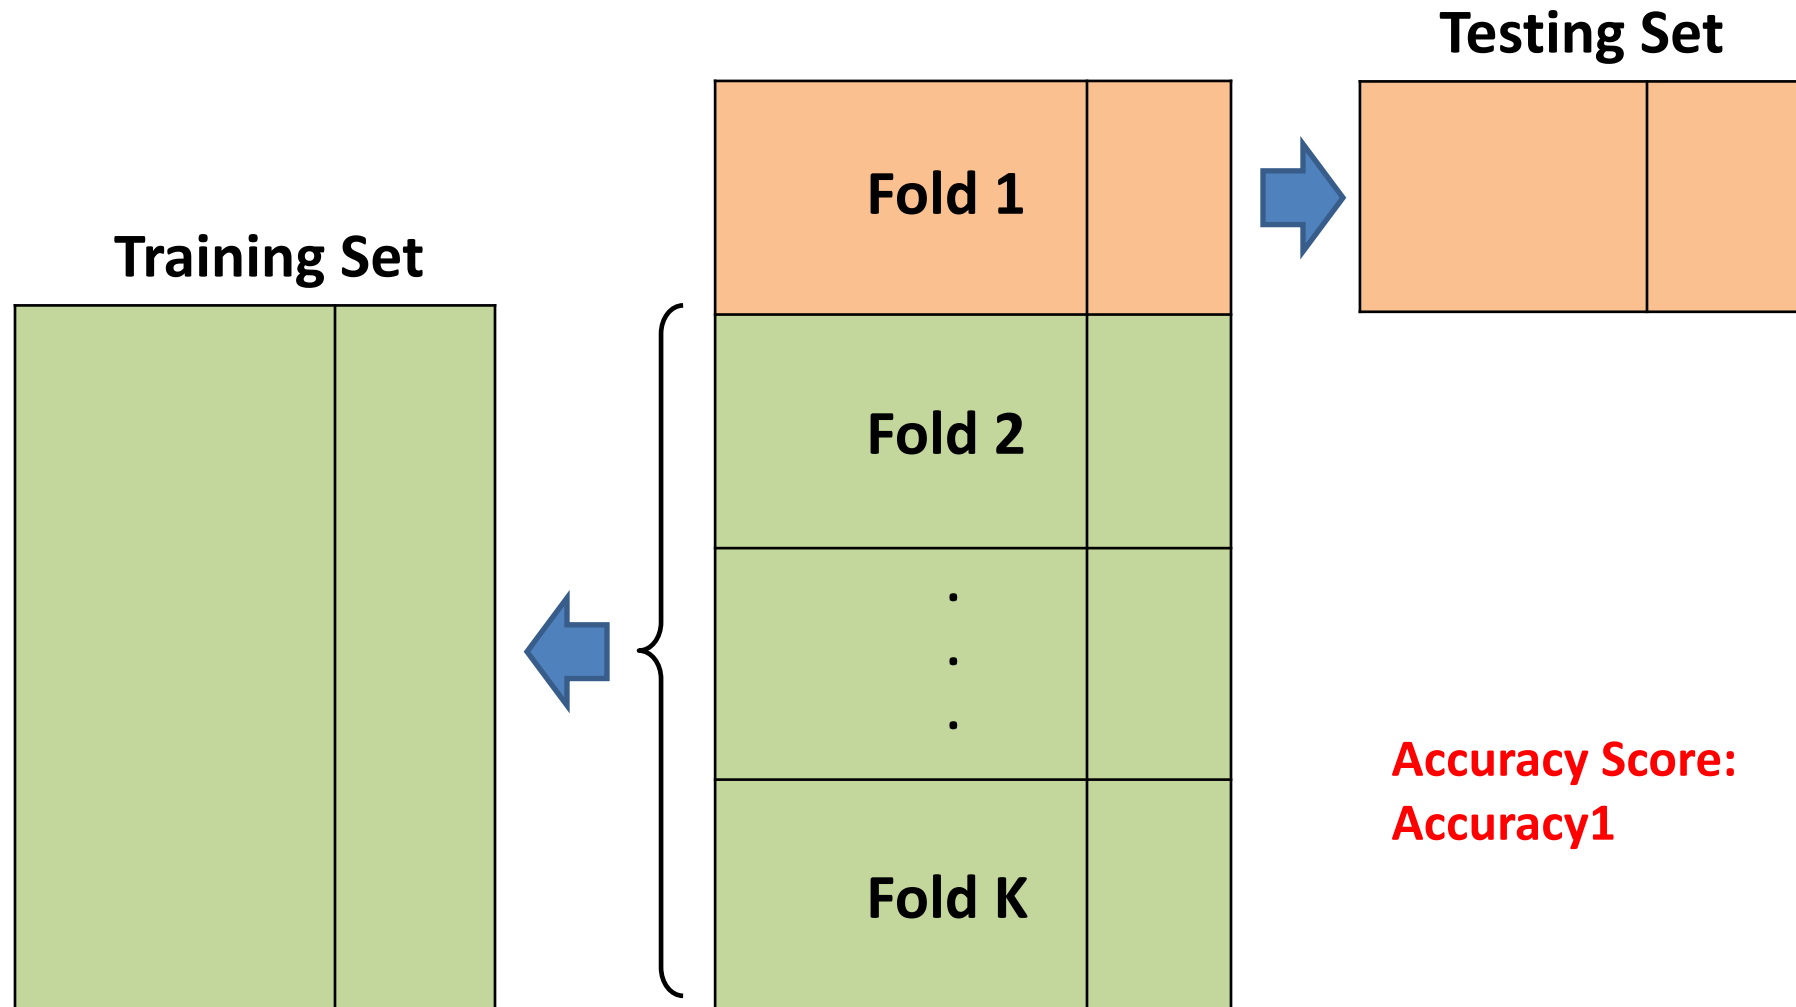 Testing Set
Training Set
Fold 1
Fold 2
.
.
.
Fold K
Accuracy Score:
Accuracy1